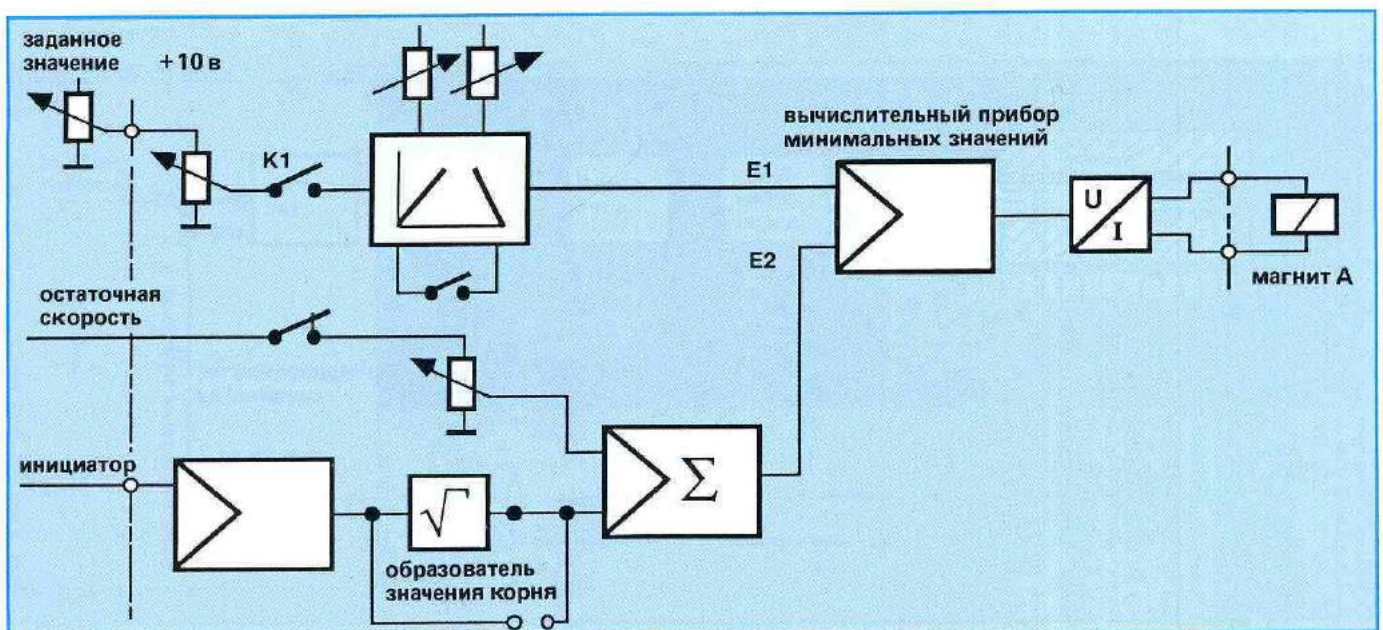 заданное
значение
+10 в
K1
вычислительный прибор
минимальных значений
E1
E2
U
I
магнит A
остаточная
скорость
инициатор
√
Σ
образователь
значения корня